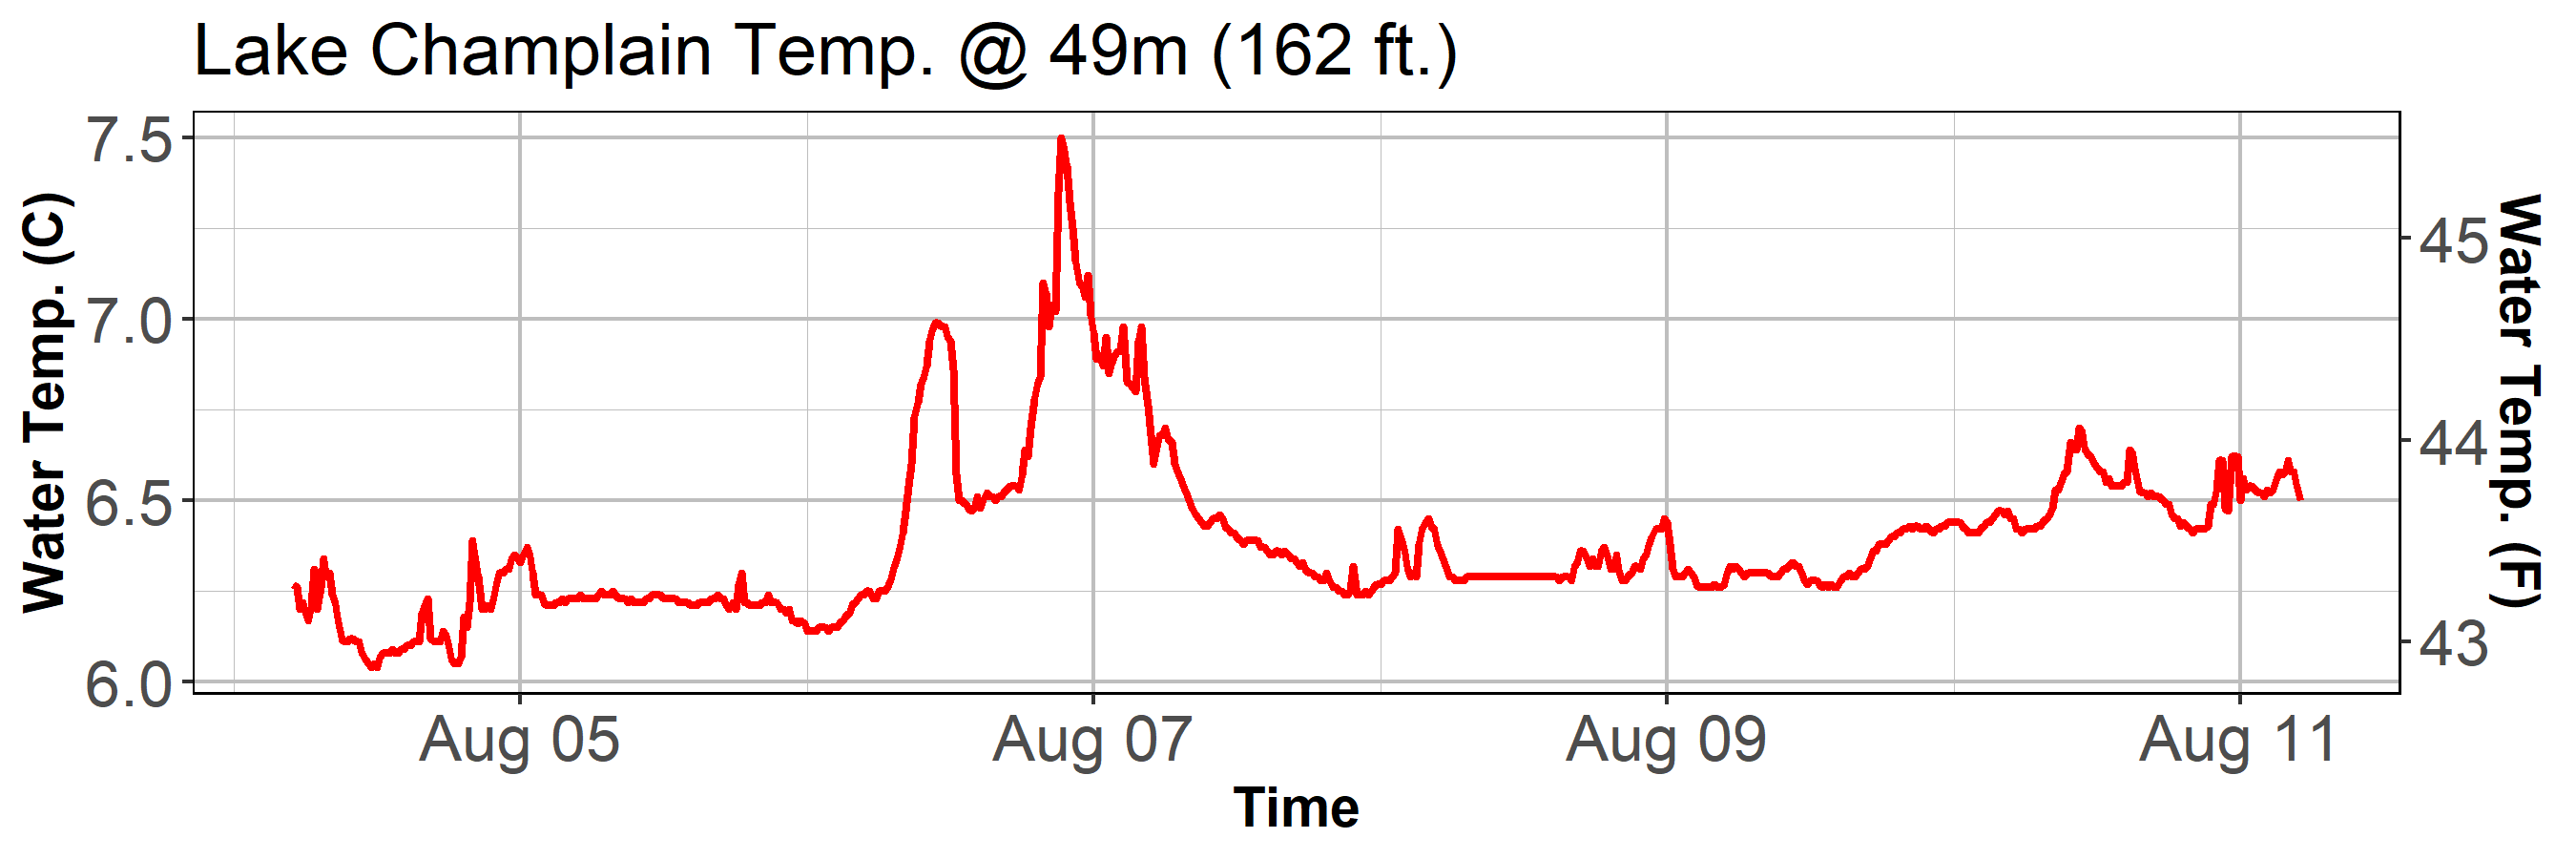 Lake Champlain Temp. @ 49m (162 ft.)
7.5
7.0
6.5
6.0
Water Temp. (C)
45
44
43
Water Temp. (F)
Aug 05 Aug 07 Aug 09 Aug 11
Time